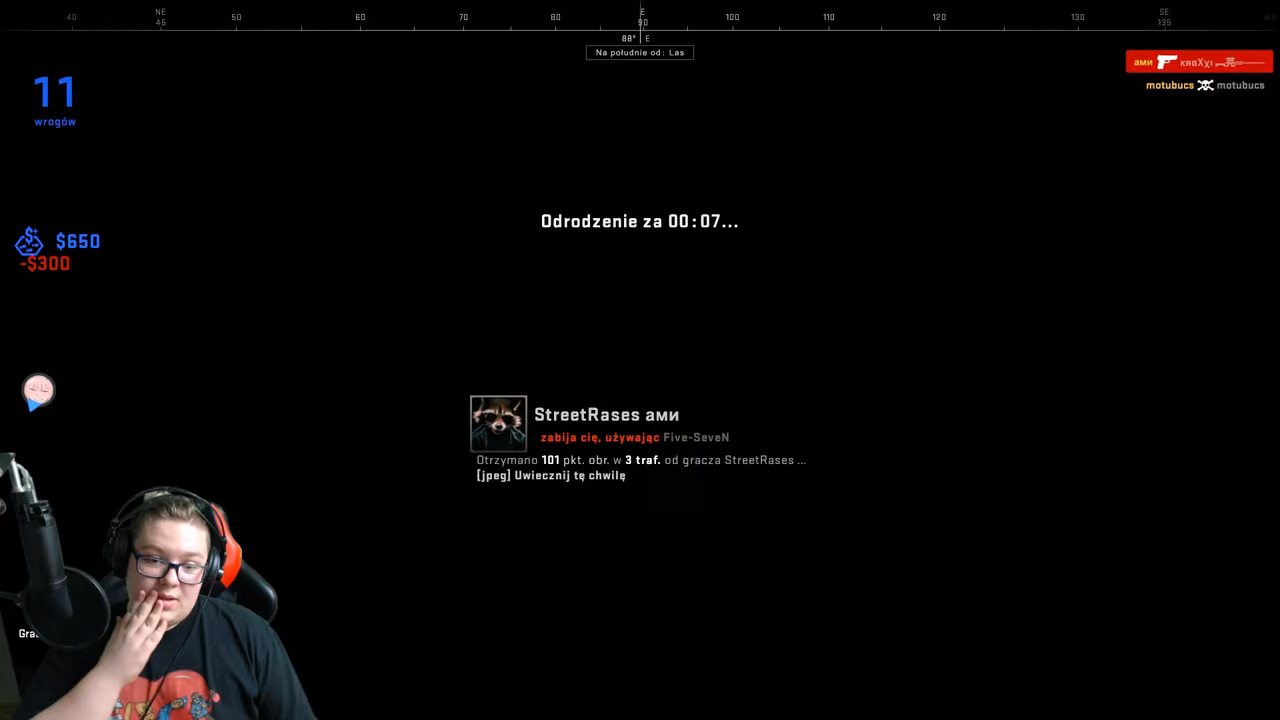 40 NE 45 50 60 70 80 E 90 100 110 120 130 SE 135
88° E
Na południe od: Las
11
wrogów
ами кяøXχι
motubucs motubucs
Odrodzenie za 00:07...
$650
-$300
StreetRases ами
zabija cię, używając Five-SeveN
Otrzymano 101 pkt. obr. w 3 traf. od gracza StreetRases ...
[jpeg] Uwiecznij tę chwilę